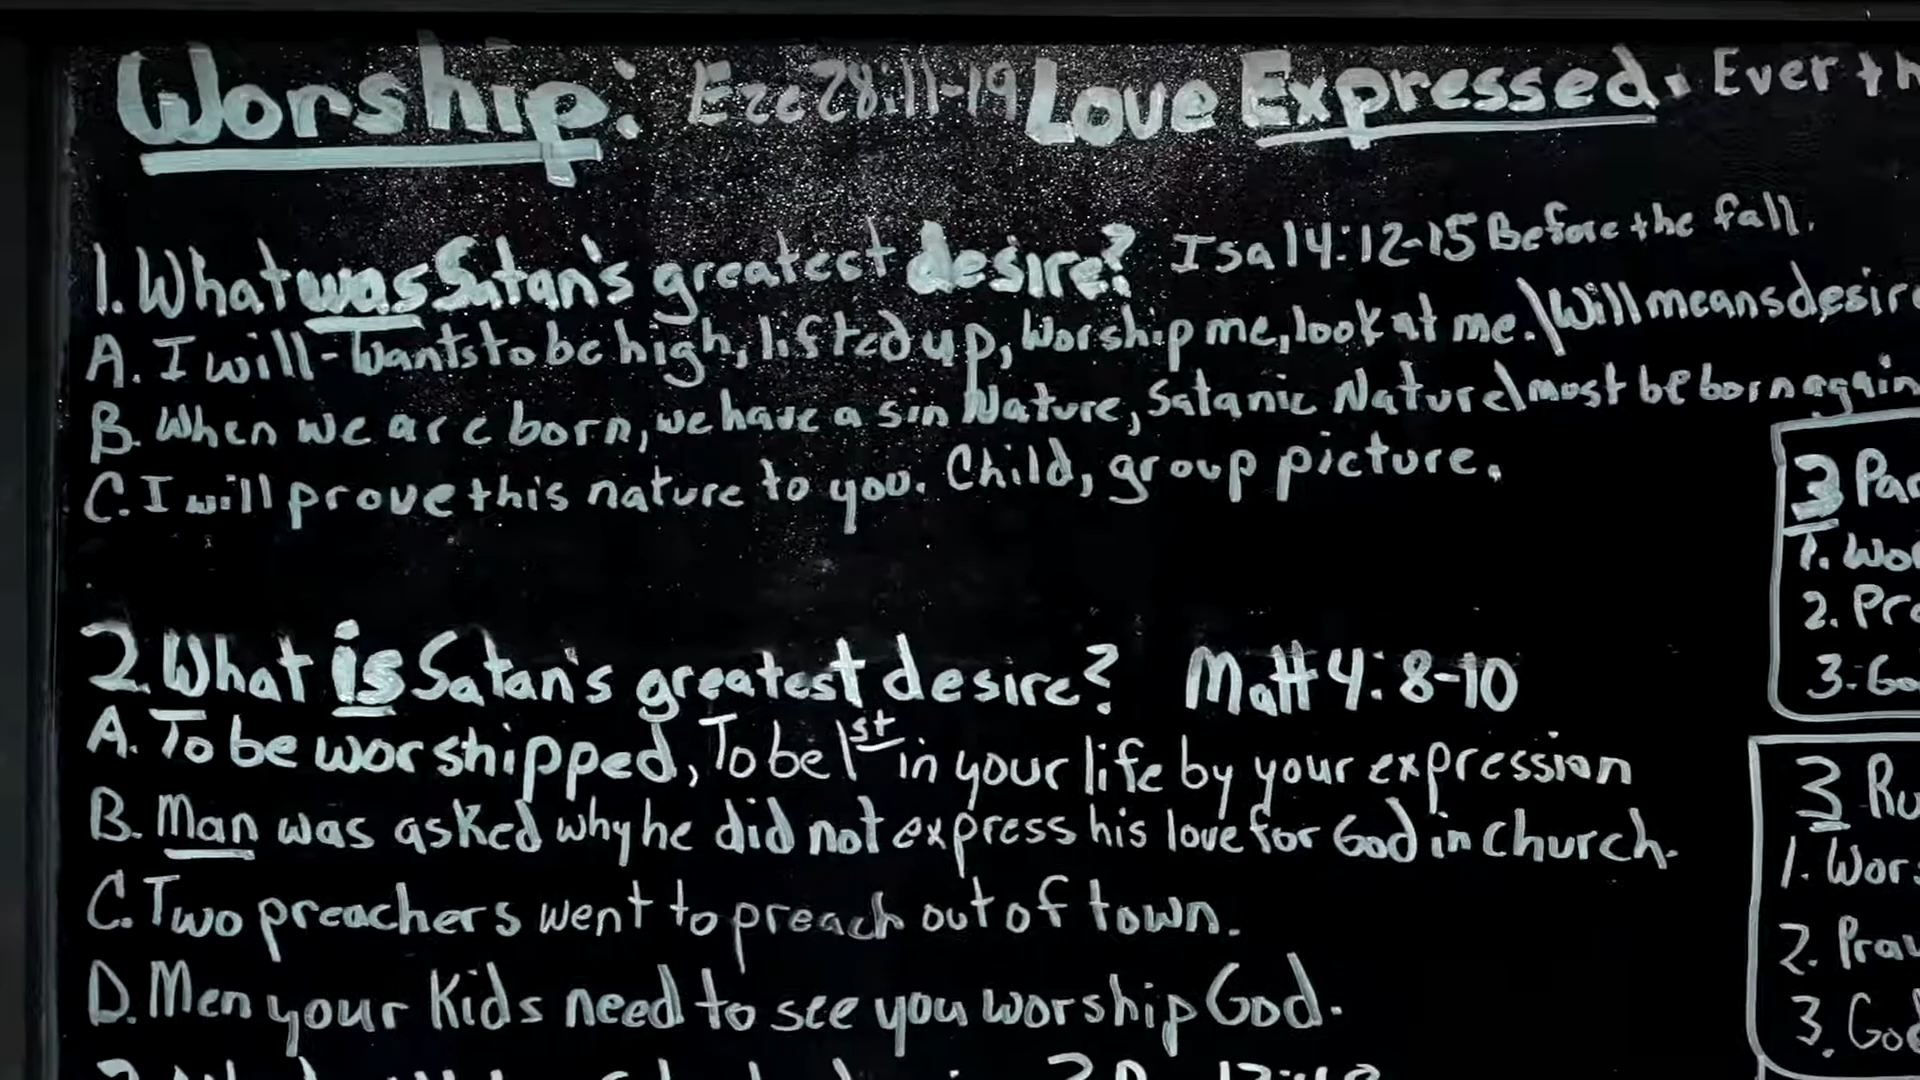 Worship: Eze 28:11-19 Love Expressed. Ever
1. What was Satan's greatest desire? Isa 14:12-15 Before the fall.
A. I will - Wants to be high, lifted up, Worship me, look at me. \ Will means
B. When we are born, we have a sin Nature, Satanic Nature \ must be born again
C. I will prove this nature to you. Child, group picture.
2. What is Satan's greatest desire? Matt 4:8-10
A. To be worshipped, To be 1st in your life by your expression
B. Man was asked why he did not express his love for God in church.
C. Two preachers went to preach out of town.
D. Men your Kids need to see you worship God.
3
1.
2.
3.
3
1.
2.
3.